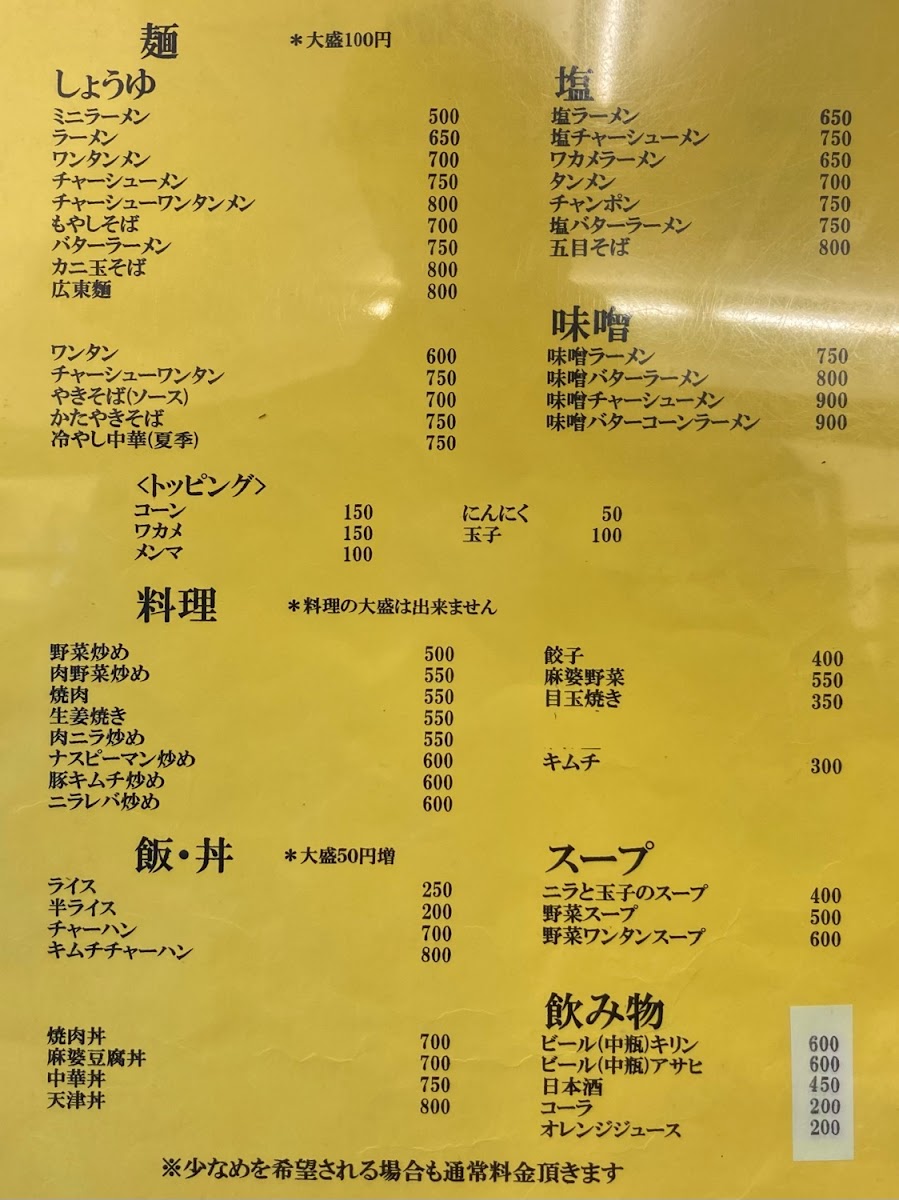 麺 ＊大盛100円
しょうゆ
ミニラーメン 500
ラーメン 650
ワンタンメン 700
チャーシューメン 750
チャーシューワンタンメン 800
もやしそば 700
バターラーメン 750
カニ玉そば 800
広東麺 800
ワンタン 600
チャーシューワンタン 750
やきそば(ソース) 700
かたやきそば 750
冷やし中華(夏季) 750
塩
塩ラーメン 650
塩チャーシューメン 750
ワカメラーメン 650
タンメン 700
チャンポン 750
塩バターラーメン 750
五目そば 800
味噌
味噌ラーメン 750
味噌バターラーメン 800
味噌チャーシューメン 900
味噌バターコーンラーメン 900
<トッピング>
コーン 150
ワカメ 150
メンマ 100
にんにく 50
玉子 100
料理 ＊料理の大盛は出来ません
野菜炒め 500
肉野菜炒め 550
焼肉 550
生姜焼き 550
肉ニラ炒め 550
ナスピーマン炒め 600
豚キムチ炒め 600
ニラレバ炒め 600
餃子 400
麻婆野菜 550
目玉焼き 350
キムチ 300
飯・丼 ＊大盛50円増
ライス 250
半ライス 200
チャーハン 700
キムチチャーハン 800
焼肉丼 700
麻婆豆腐丼 700
中華丼 750
天津丼 800
スープ
ニラと玉子のスープ 400
野菜スープ 500
野菜ワンタンスープ 600
飲み物
ビール(中瓶)キリン 600
ビール(中瓶)アサヒ 600
日本酒 450
コーラ 200
オレンジジュース 200
※少なめを希望される場合も通常料金頂きます